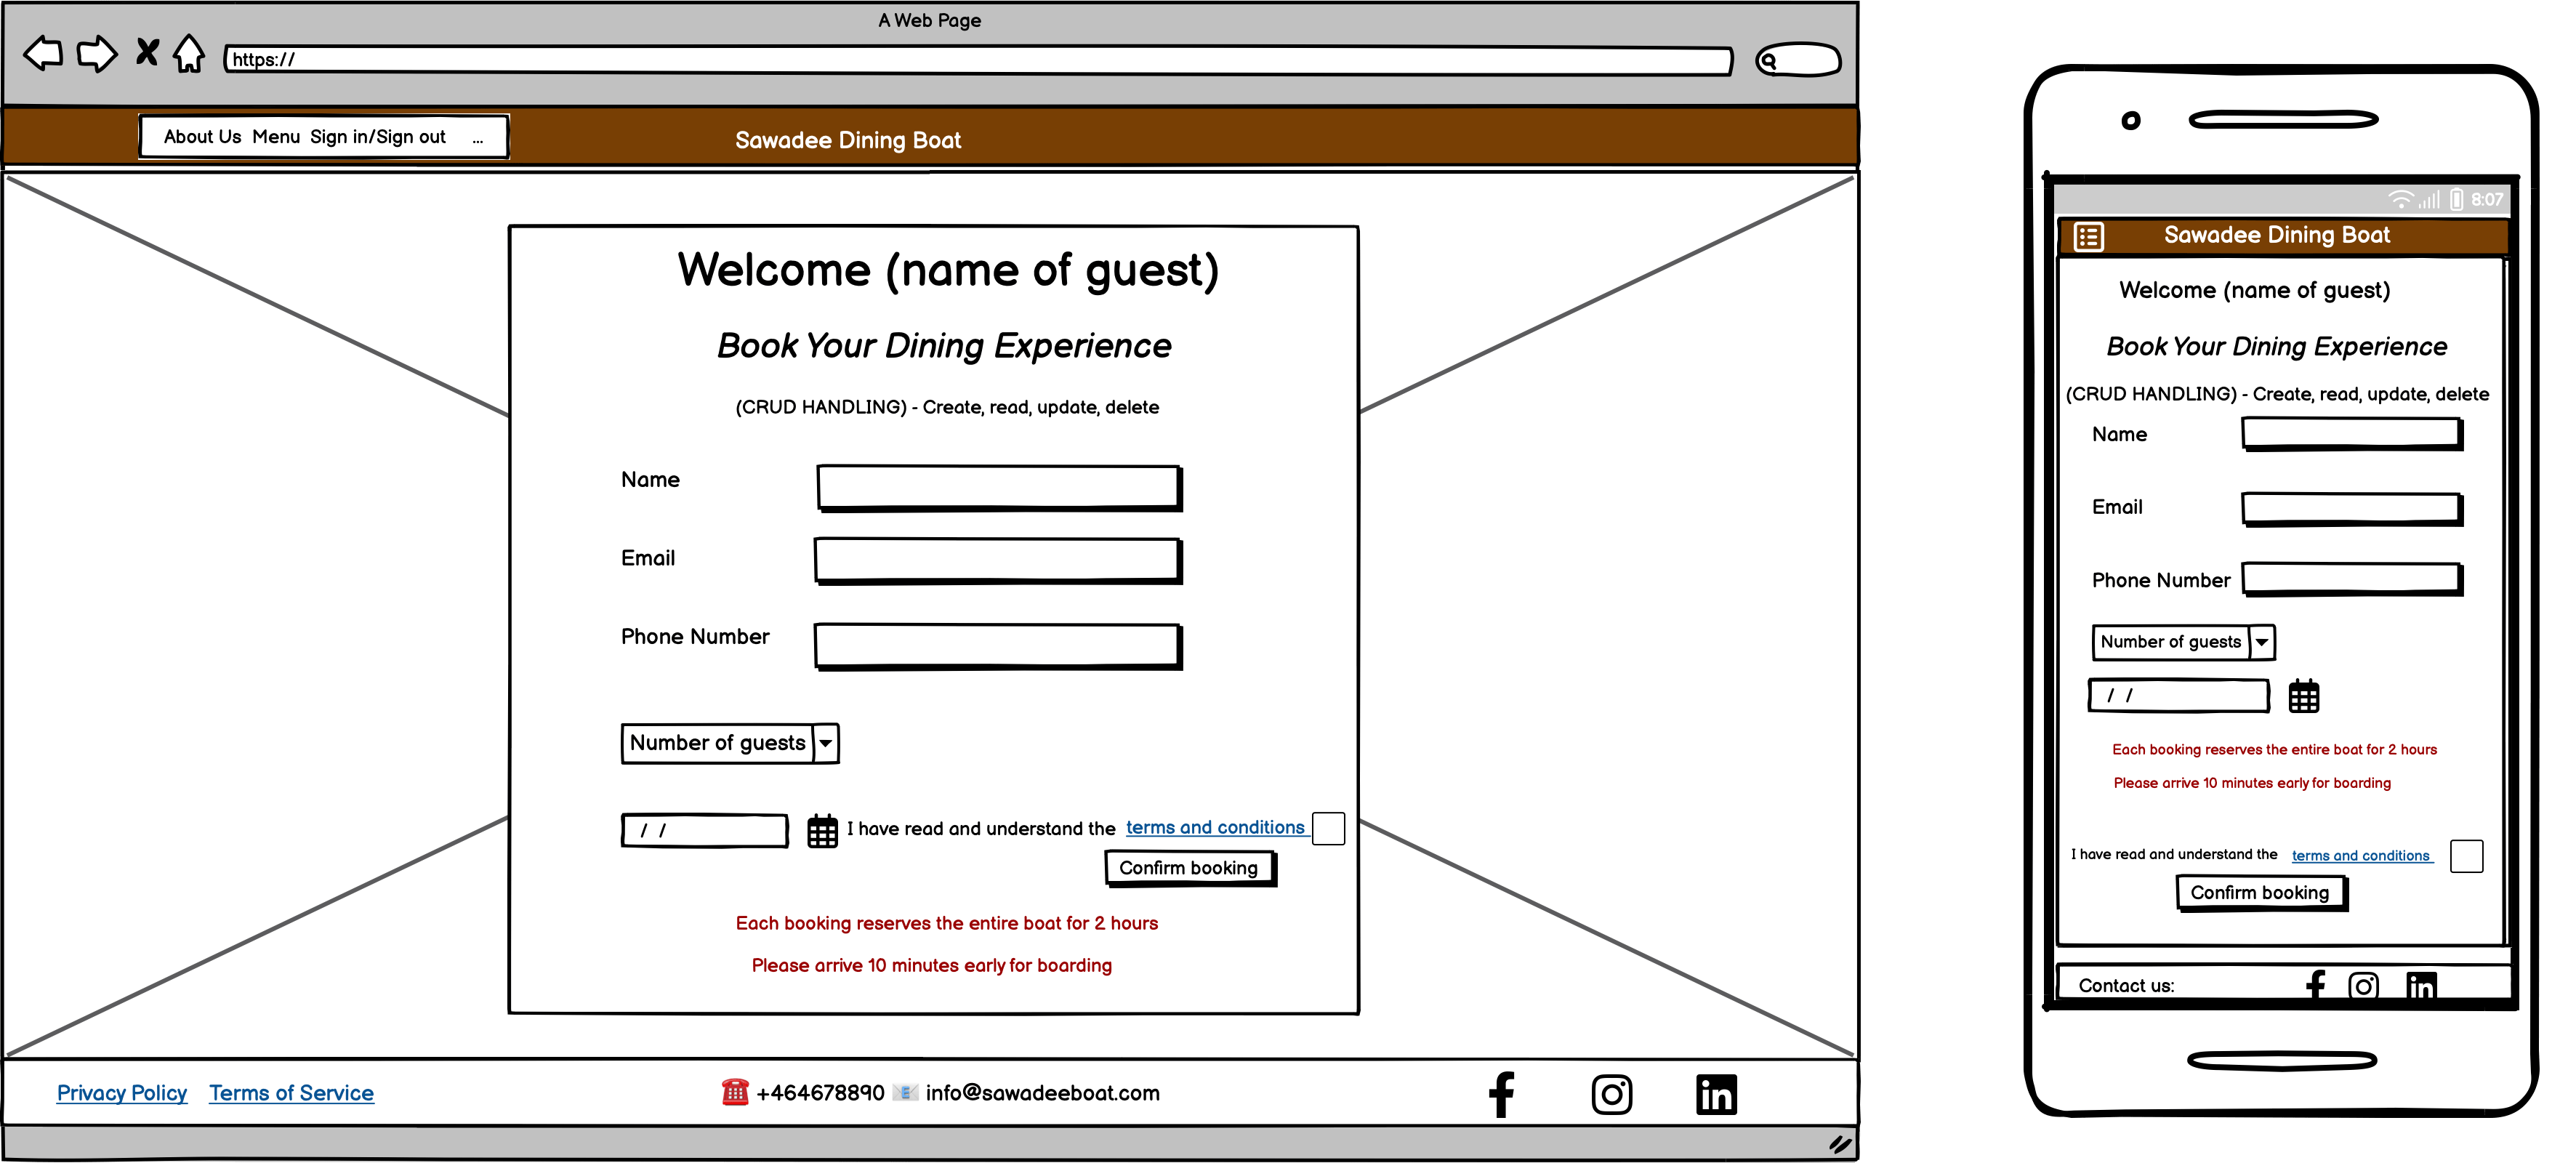 A Web Page
https://
About Us Menu Sign in/Sign out ...
Sawadee Dining Boat
Welcome (name of guest)
Book Your Dining Experience
(CRUD HANDLING) - Create, read, update, delete
Name
Email
Phone Number
Number of guests
/ /
I have read and understand the terms and conditions
Confirm booking
Each booking reserves the entire boat for 2 hours
Please arrive 10 minutes early for boarding
Privacy Policy Terms of Service
☎️ +464678890 📧 info@sawadeeboat.com
8:07
Sawadee Dining Boat
Welcome (name of guest)
Book Your Dining Experience
(CRUD HANDLING) - Create, read, update, delete
Name
Email
Phone Number
Number of guests
/ /
Each booking reserves the entire boat for 2 hours
Please arrive 10 minutes early for boarding
I have read and understand the terms and conditions
Confirm booking
Contact us: